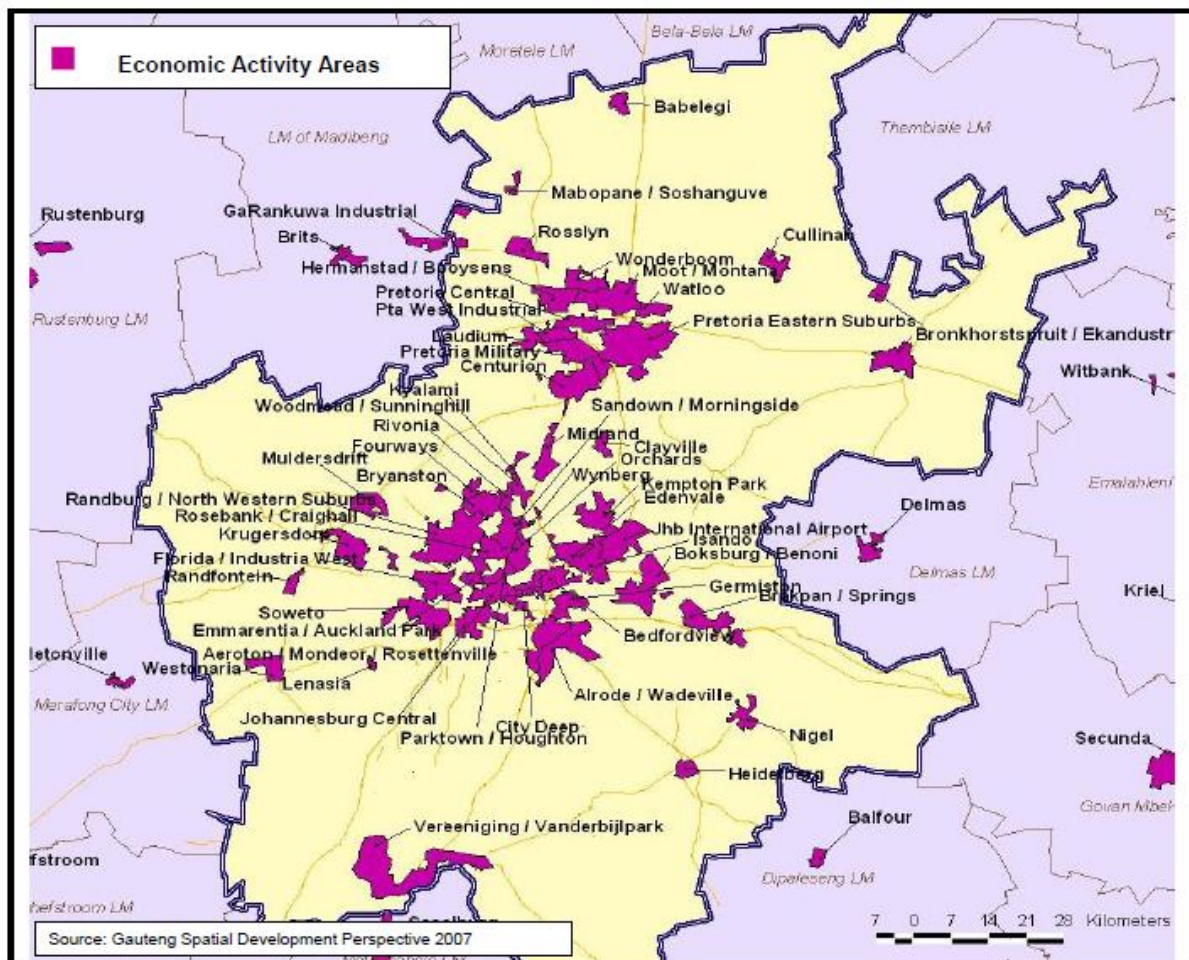 Economic Activity Areas
Bela-Bela LM
Moretele LM
Babelegi
LM of Madibeng
Thembisile LM
Mabopane / Soshanguve
Rustenburg
GaRankuwa Industrial
Brits
Rosslyn
Cullinan
Hermanstad / Booysens
Wonderboom
Moot / Montana
Pretoria Central
Watloo
Pta West Industrial
Rustenburg LM
Pretoria Eastern Suburbs
Laudium
Bronkhorstspruit / Ekandustr
Pretoria Military
Centurion
Witbank
Kyalami
Woodmead / Sunninghill
Sandown / Morningside
Rivonia
Midrand
Fourways
Clayville
Muldersdrift
Orchards
Bryanston
Wynberg
Kempton Park
Emalahleni
Randburg / North Western Suburbs
Edenvale
Delmas
Rosebank / Craighall
Jhb International Airport
Krugersdorp
Isando
Boksburg / Benoni
Florida / Industria West
Delmas LM
Randfontein
Germiston
Kriel
Brakpan / Springs
Soweto
Emmarentia / Auckland Park
Bedfordview
letonville
Aeroton / Mondeor / Rosettenville
Westonaria
Lenasia
Alrode / Wadeville
Merafong City LM
Johannesburg Central
City Deep
Parktown / Houghton
Nigel
Secunda
Heidelberg
Govan Mbek
Balfour
Vereeniging / Vanderbijlpark
fstroom
Dipaleseng LM
hefstroom LM
7 0 7 14 21 28 Kilometers
Source: Gauteng Spatial Development Perspective 2007